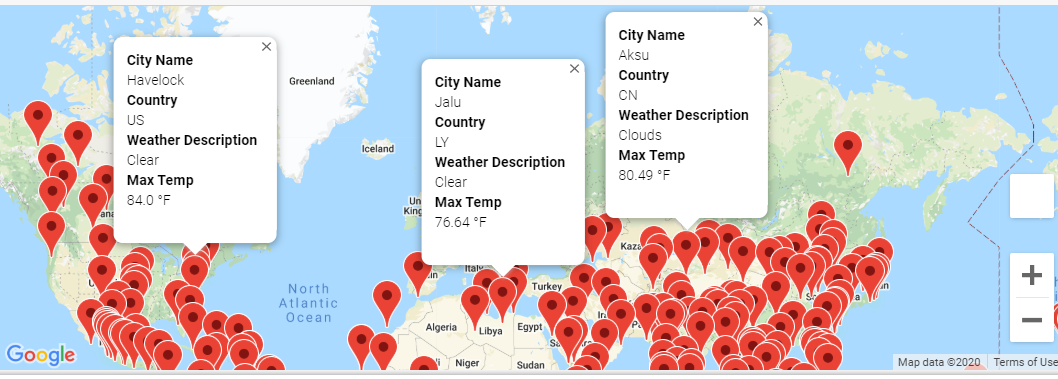 City Name
Havelock
Country
US
Weather Description
Clear
Max Temp
84.0 °F
City Name
Jalu
Country
LY
Weather Description
Clear
Max Temp
76.64 °F
City Name
Aksu
Country
CN
Weather Description
Clouds
Max Temp
80.49 °F
Greenland
Iceland
North
Atlantic
Ocean
Turkey
Algeria
Libya
Egypt
Niger
Sudan
Google
Map data ©2020
Terms of Use